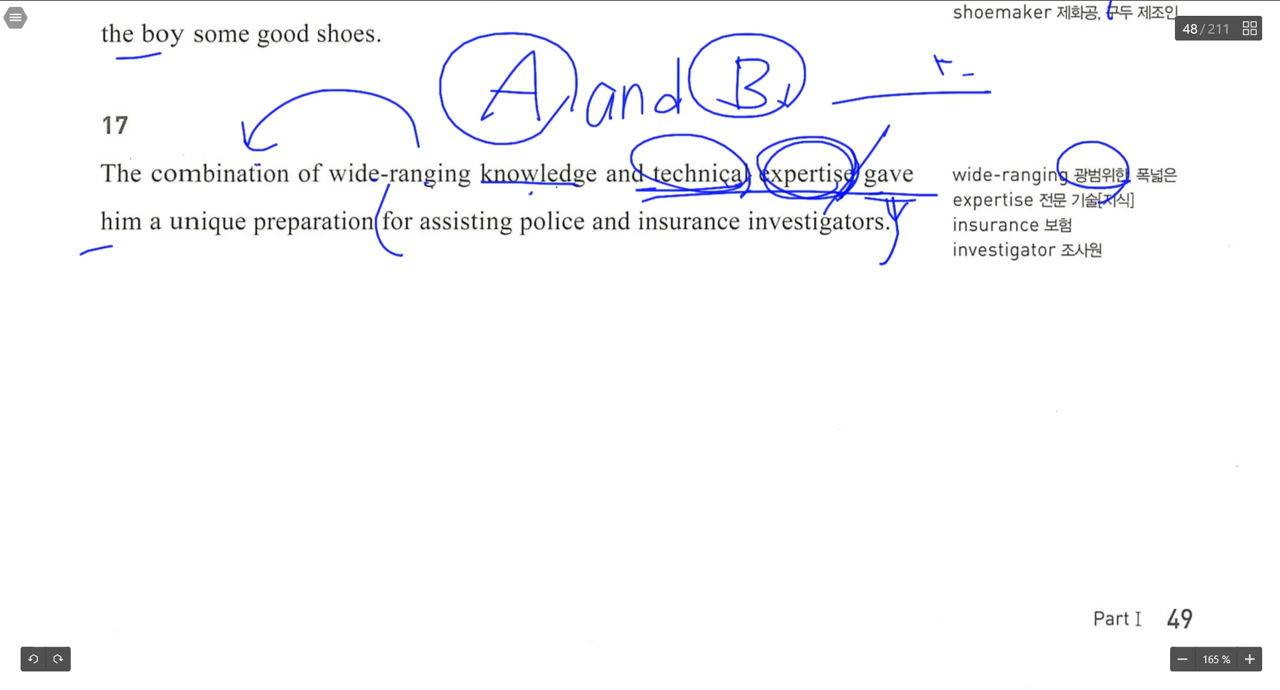 shoemaker 제화공, 구두 제조인
48 / 211
the boy some good shoes.
A and B
17
The combination of wide-ranging knowledge and technical expertise gave
him a unique preparation for assisting police and insurance investigators.
wide-ranging 광범위한, 폭넓은
expertise 전문 기술[지식]
insurance 보험
investigator 조사원
Part I 49
165 %